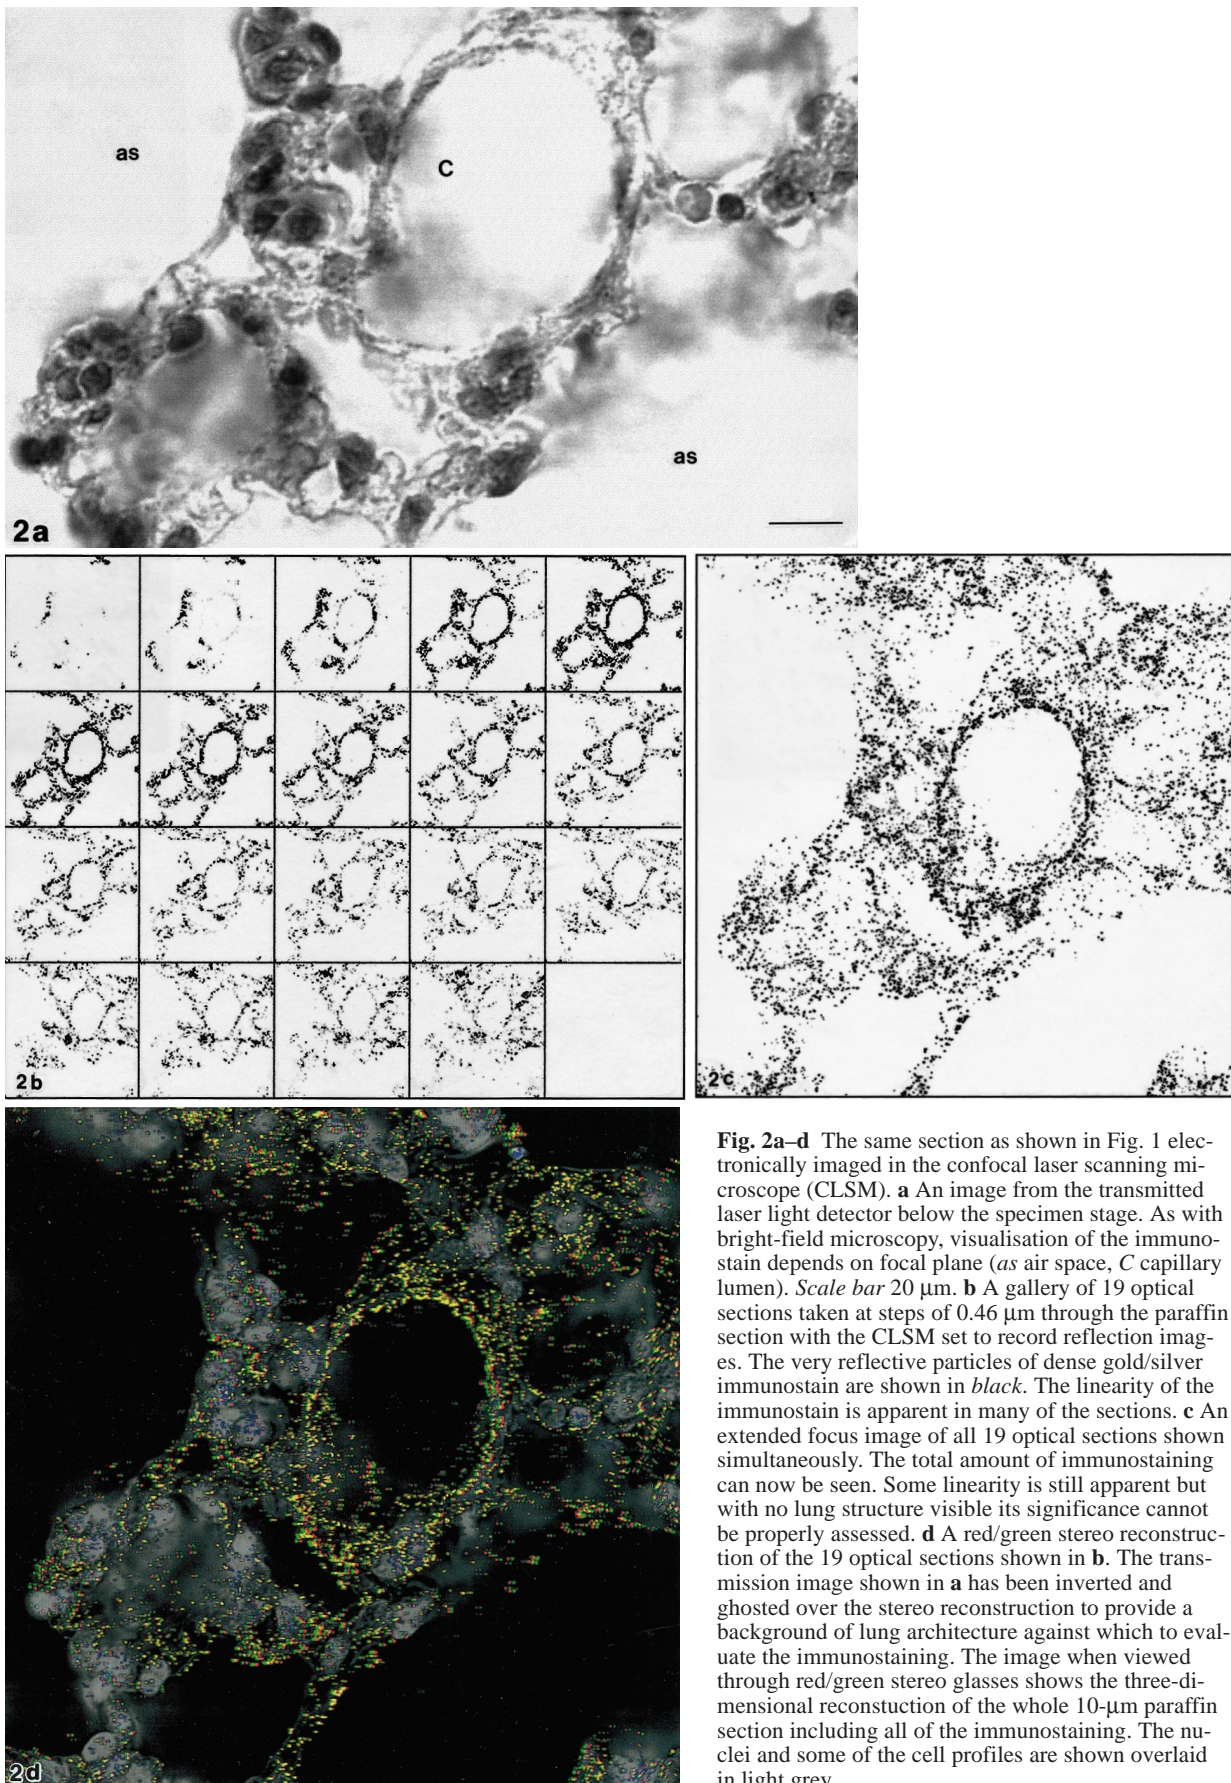 as
C
as
2a
2b
2c
2d
Fig. 2a–d The same section as shown in Fig. 1 elec-
tronically imaged in the confocal laser scanning mi-
croscope (CLSM). a An image from the transmitted
laser light detector below the specimen stage. As with
bright-field microscopy, visualisation of the immuno-
stain depends on focal plane (as air space, C capillary
lumen). Scale bar 20 µm. b A gallery of 19 optical
sections taken at steps of 0.46 µm through the paraffin
section with the CLSM set to record reflection imag-
es. The very reflective particles of dense gold/silver
immunostain are shown in black. The linearity of the
immunostain is apparent in many of the sections. c An
extended focus image of all 19 optical sections shown
simultaneously. The total amount of immunostaining
can now be seen. Some linearity is still apparent but
with no lung structure visible its significance cannot
be properly assessed. d A red/green stereo reconstruc-
tion of the 19 optical sections shown in b. The trans-
mission image shown in a has been inverted and
ghosted over the stereo reconstruction to provide a
background of lung architecture against which to eval-
uate the immunostaining. The image when viewed
through red/green stereo glasses shows the three-di-
mensional reconstuction of the whole 10-µm paraffin
section including all of the immunostaining. The nu-
clei and some of the cell profiles are shown overlaid
in light grey